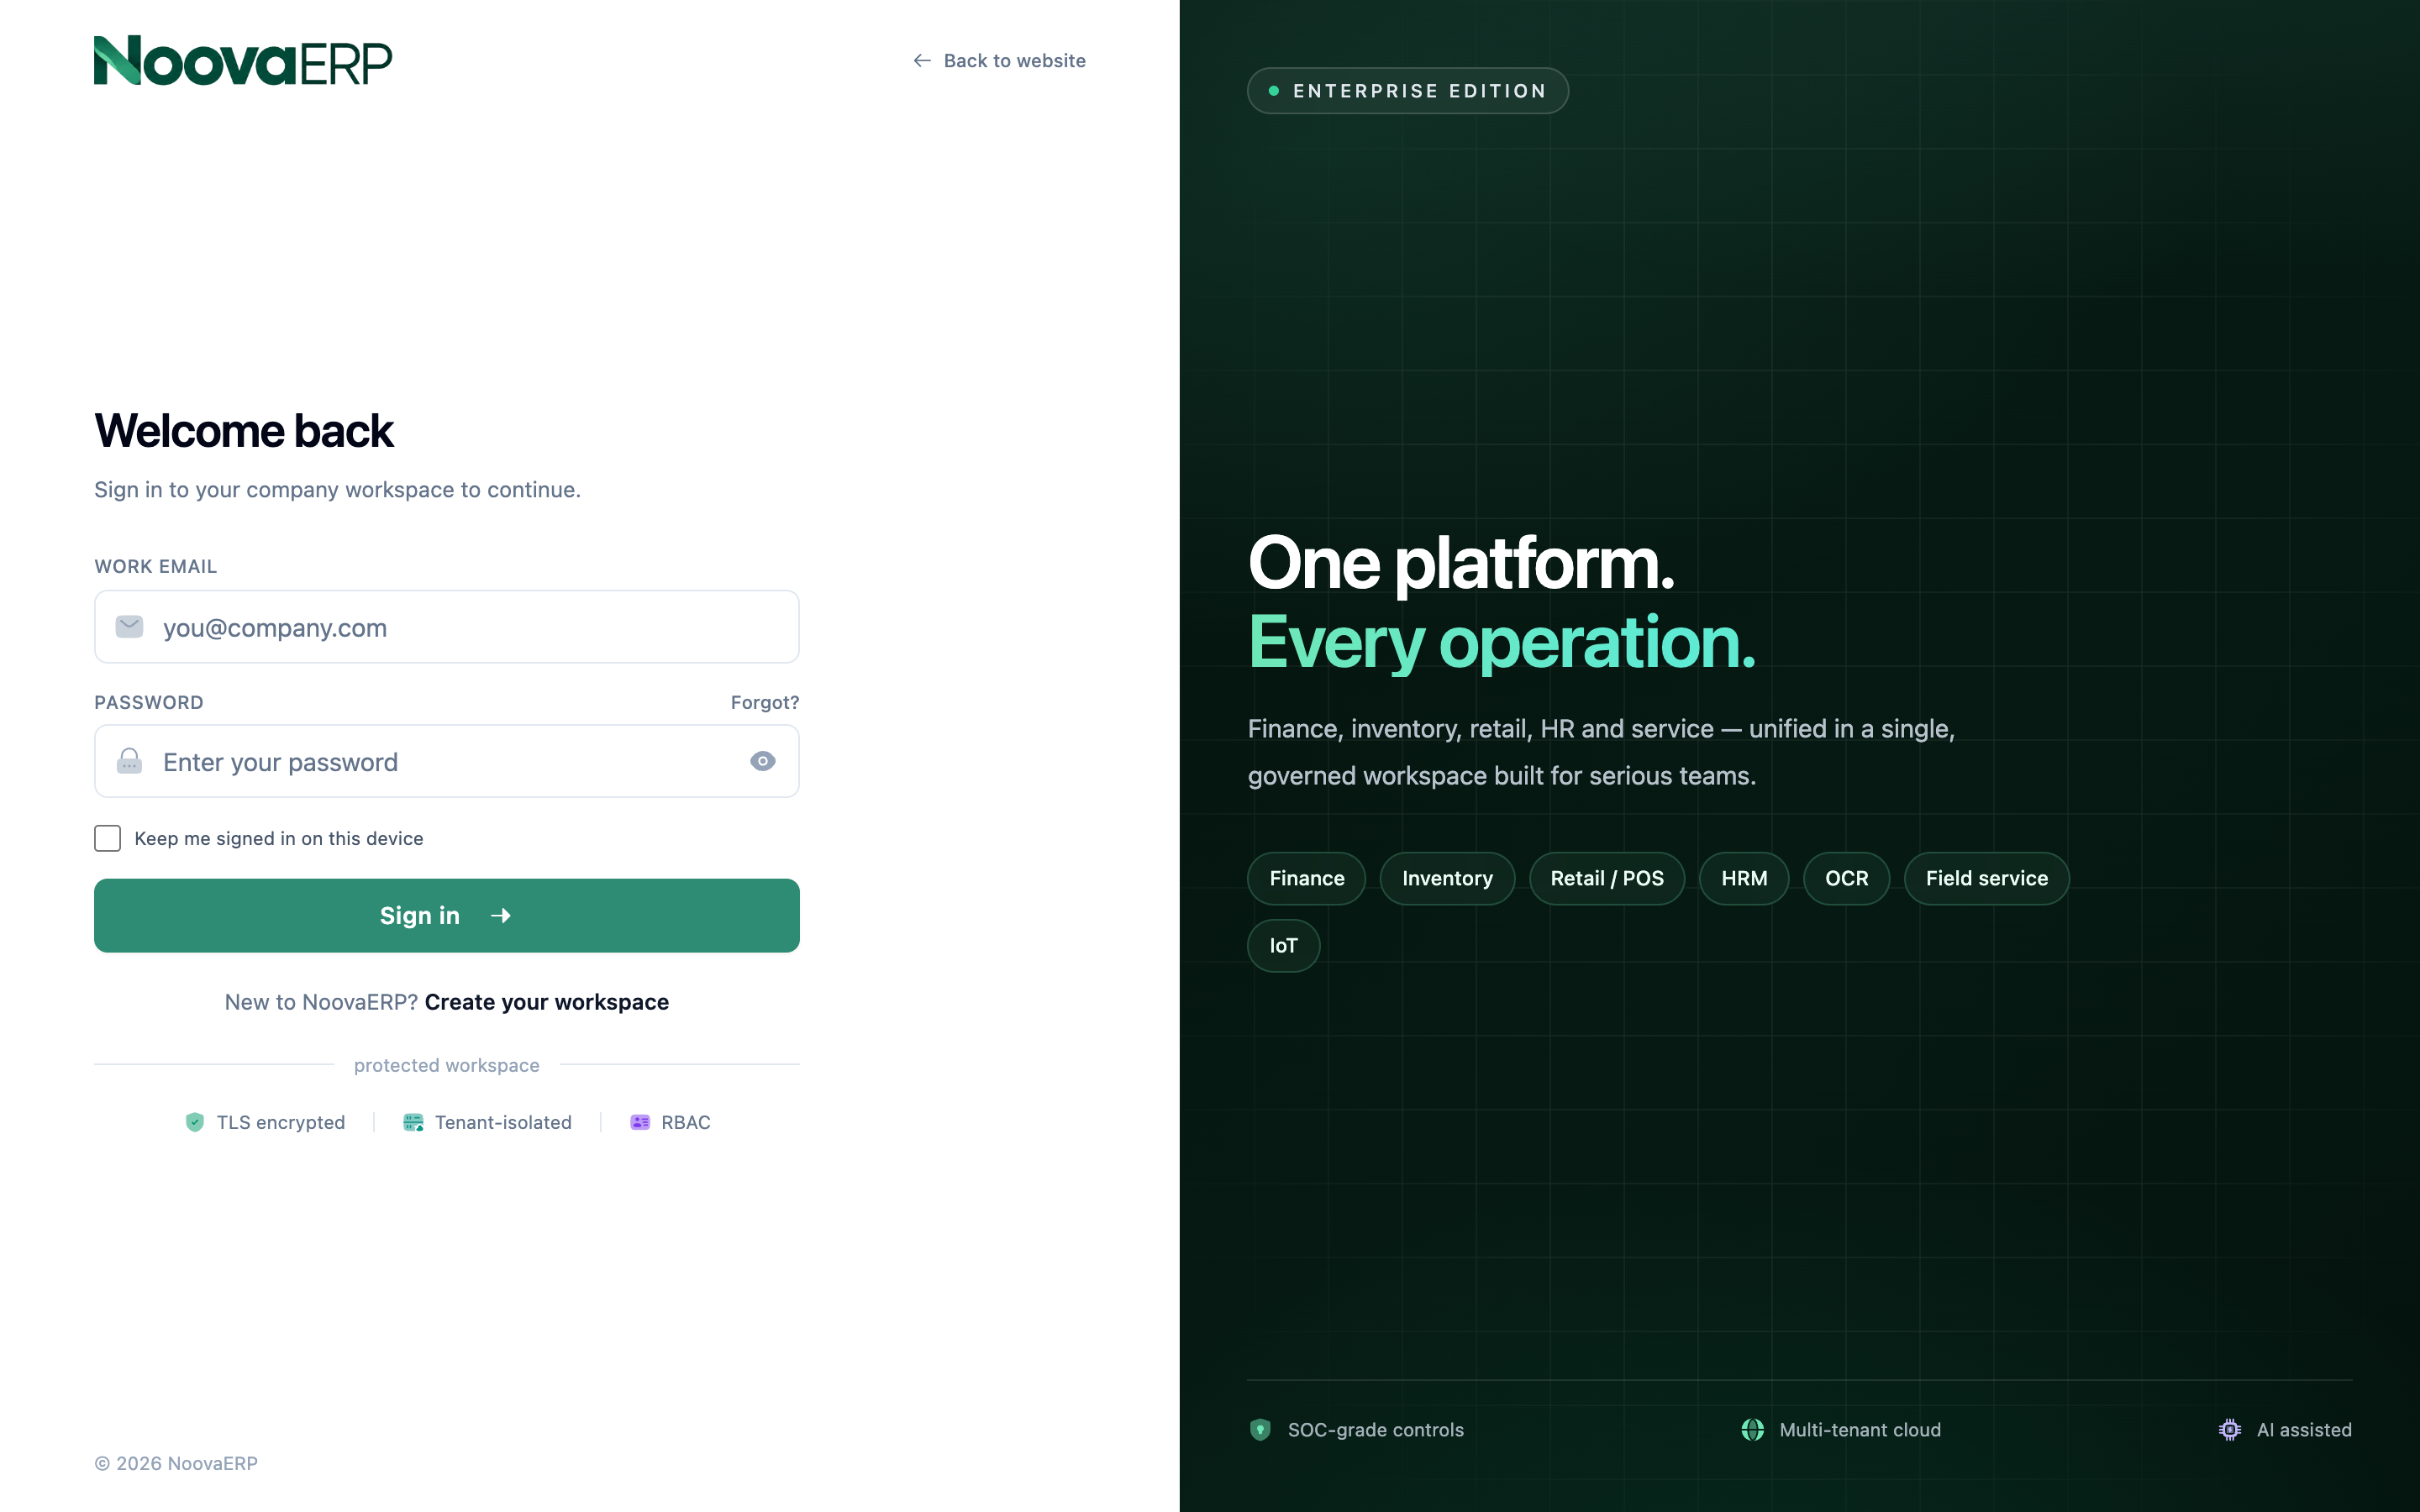 NoovaERP
← Back to website
Welcome back
Sign in to your company workspace to continue.
WORK EMAIL
you@company.com
PASSWORD Forgot?
Enter your password
Keep me signed in on this device
Sign in →
New to NoovaERP? Create your workspace
protected workspace
TLS encrypted
Tenant-isolated
RBAC
© 2026 NoovaERP
ENTERPRISE EDITION
One platform.
Every operation.
Finance, inventory, retail, HR and service — unified in a single,
governed workspace built for serious teams.
Finance
Inventory
Retail / POS
HRM
OCR
Field service
IoT
SOC-grade controls
Multi-tenant cloud
AI assisted